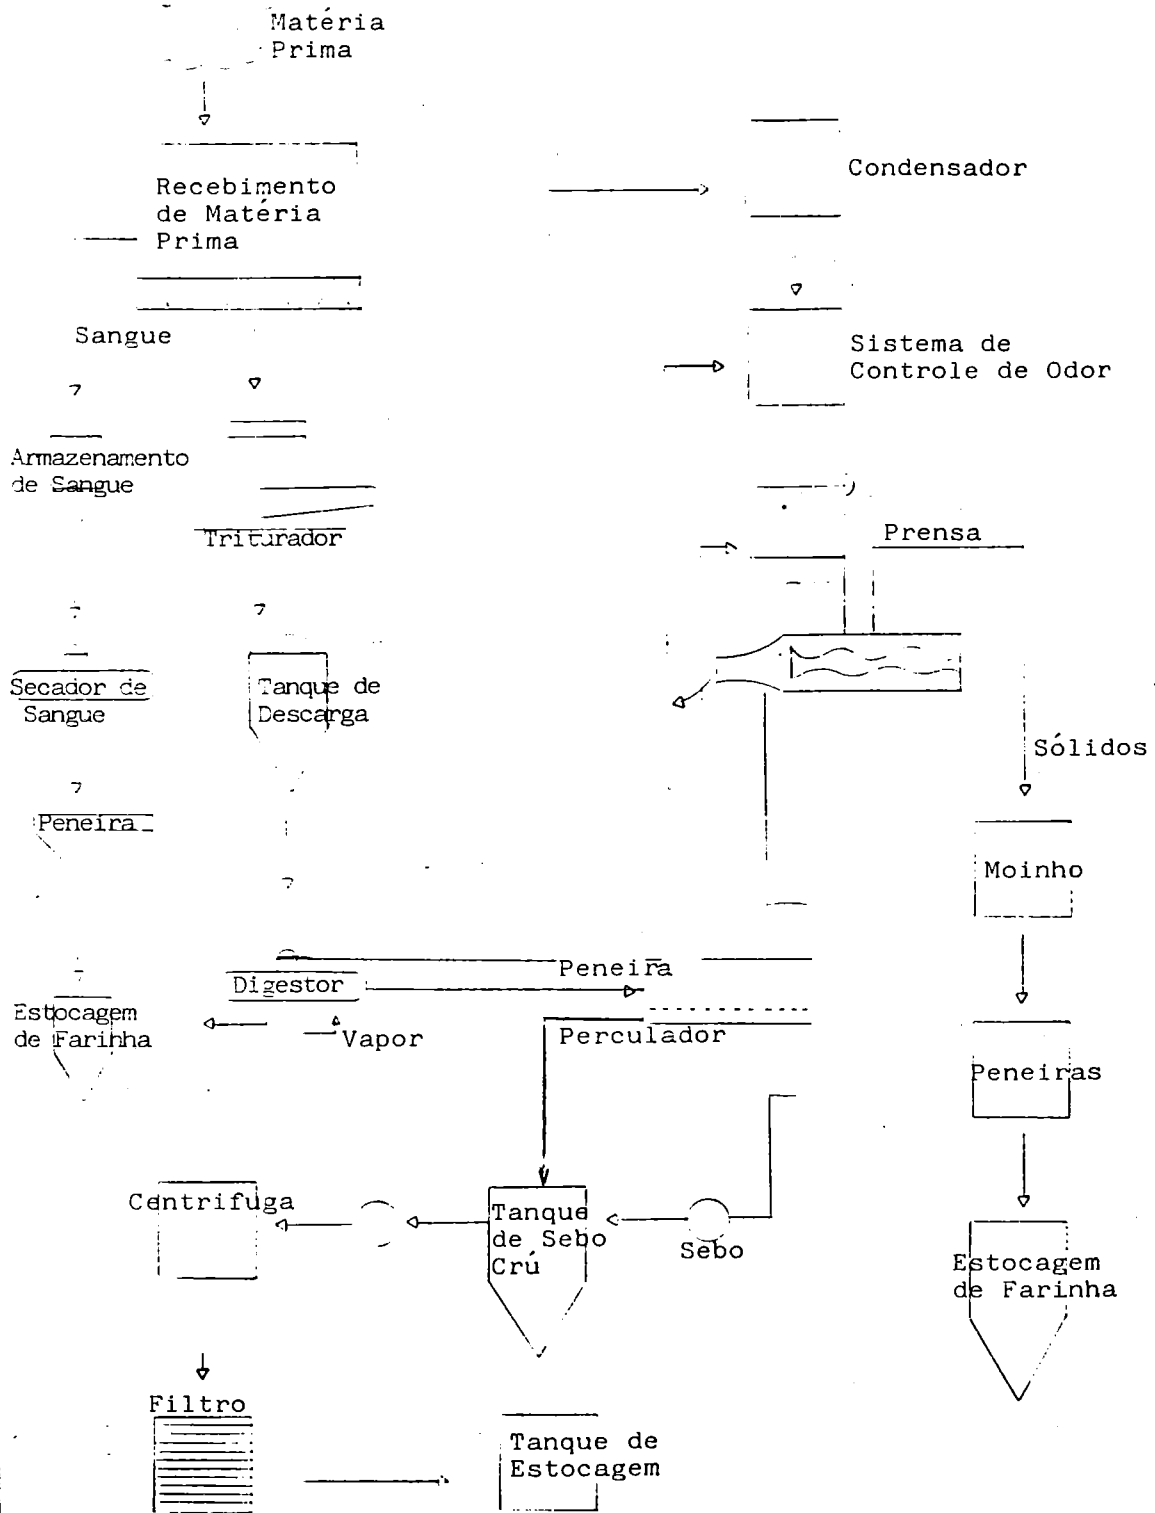 Matéria
Prima
Recebimento
de Matéria
Prima
Condensador
Sangue
Sistema de
Controle de Odor
Armazenamento
de Sangue
Triturador
Prensa
Secador de
Sangue
Tanque de
Descarga
Sólidos
Peneira
Moinho
Peneira
Digestor
Estocagem
de Farinha
Vapor
Perculador
Peneiras
Centrifuga
Tanque
de Sebo
Crú
Sebo
Estocagem
de Farinha
Filtro
Tanque de
Estocagem